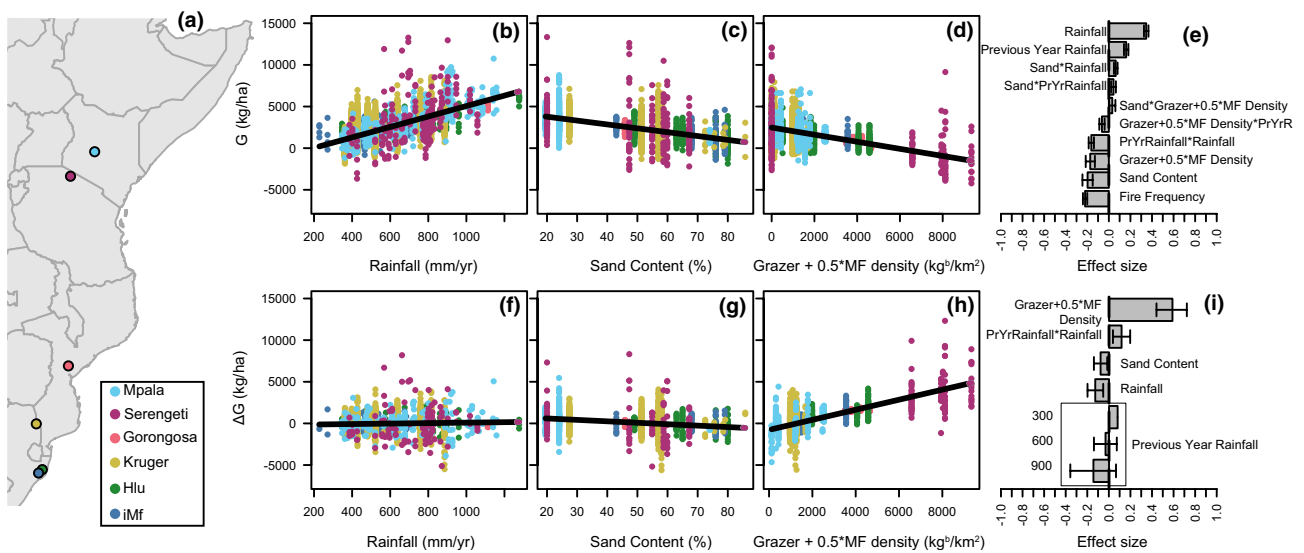 (a)
Mpala
Serengeti
Gorongosa
Kruger
Hlu
iMf
(b)
G (kg/ha)
15000
10000
5000
0
-5000
200 400 600 800 1000
Rainfall (mm/yr)
(c)
20 30 40 50 60 70 80
Sand Content (%)
(d)
0 2000 4000 6000 8000
Grazer + 0.5*MF density (kgᵇ/km²)
(e)
Rainfall
Previous Year Rainfall
Sand*Rainfall
Sand*PrYrRainfall
Sand*Grazer+0.5*MF Density
Grazer+0.5*MF Density*PrYrR
PrYrRainfall*Rainfall
Grazer+0.5*MF Density
Sand Content
Fire Frequency
-1.0 -0.8 -0.6 -0.4 -0.2 0.0 0.2 0.4 0.6 0.8 1.0
Effect size
(f)
ΔG (kg/ha)
15000
10000
5000
0
-5000
200 400 600 800 1000
Rainfall (mm/yr)
(g)
20 30 40 50 60 70 80
Sand Content (%)
(h)
0 2000 4000 6000 8000
Grazer + 0.5*MF density (kgᵇ/km²)
(i)
Grazer+0.5*MF
Density
PrYrRainfall*Rainfall
Sand Content
Rainfall
300
600
900
Previous Year Rainfall
-1.0 -0.8 -0.6 -0.4 -0.2 0.0 0.2 0.4 0.6 0.8 1.0
Effect size